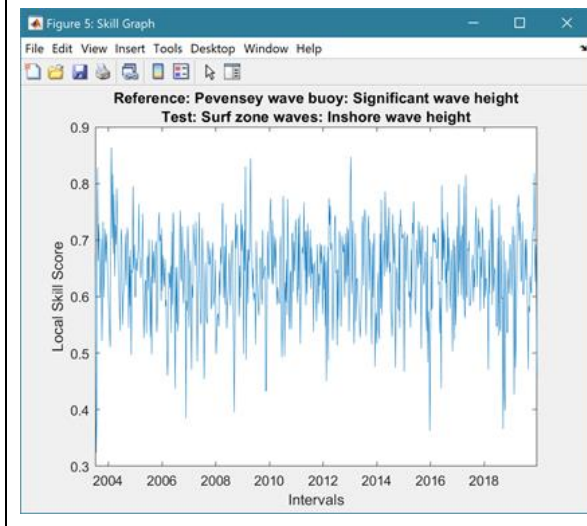 Figure 5: Skill Graph
File Edit View Insert Tools Desktop Window Help
Reference: Pevensey wave buoy: Significant wave height
Test: Surf zone waves: Inshore wave height
0.9
0.8
0.7
0.6
0.5
0.4
0.3
Local Skill Score
2004 2006 2008 2010 2012 2014 2016 2018
Intervals